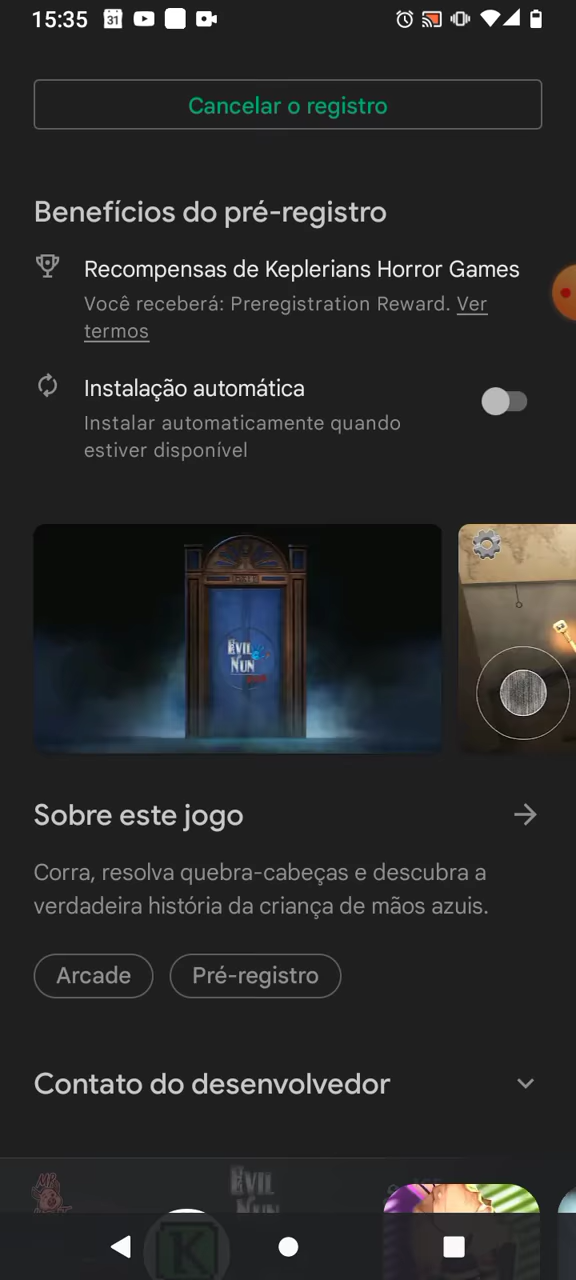 15:35
31
Cancelar o registro
Benefícios do pré-registro
Recompensas de Keplerians Horror Games
Você receberá: Preregistration Reward. Ver
termos
Instalação automática
Instalar automaticamente quando
estiver disponível
EVIL
NUN
Sobre este jogo
Corra, resolva quebra-cabeças e descubra a
verdadeira história da criança de mãos azuis.
Arcade
Pré-registro
Contato do desenvolvedor
MR
EVIL
NUN
K